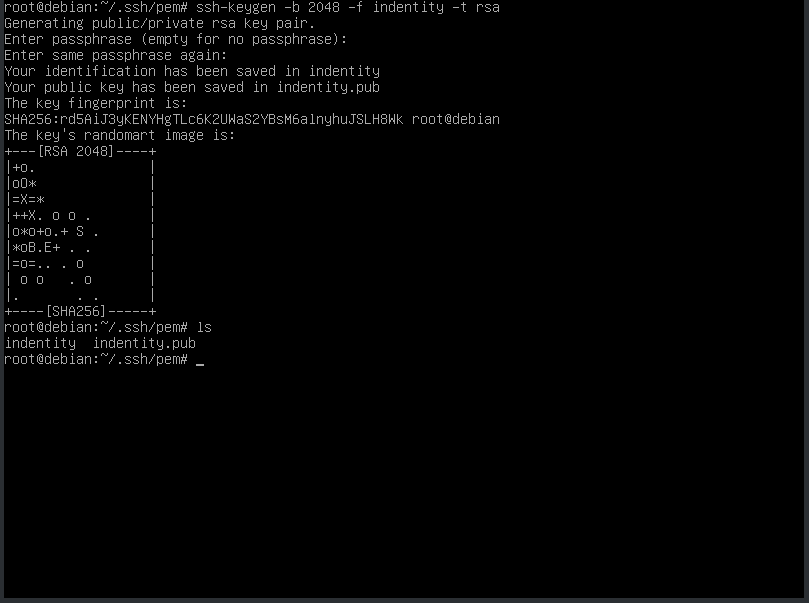 root@debian:~/.ssh/pem# ssh-keygen -b 2048 -f indentity -t rsa
Generating public/private rsa key pair.
Enter passphrase (empty for no passphrase):
Enter same passphrase again:
Your identification has been saved in indentity
Your public key has been saved in indentity.pub
The key fingerprint is:
SHA256:rd5AiJ3yKENYHgTLc6K2UWaS2YBsM6a1nyhuJSLH8Wk root@debian
The key's randomart image is:
+---[RSA 2048]----+
|+o.              |
|oO*              |
|=X=*             |
|++X. o o .       |
|o*o+o.+ S .      |
|*oB.E+ . .       |
|=o=.. . o        |
| o o   . o       |
|.       . .      |
+----[SHA256]-----+
root@debian:~/.ssh/pem# ls
indentity  indentity.pub
root@debian:~/.ssh/pem# _